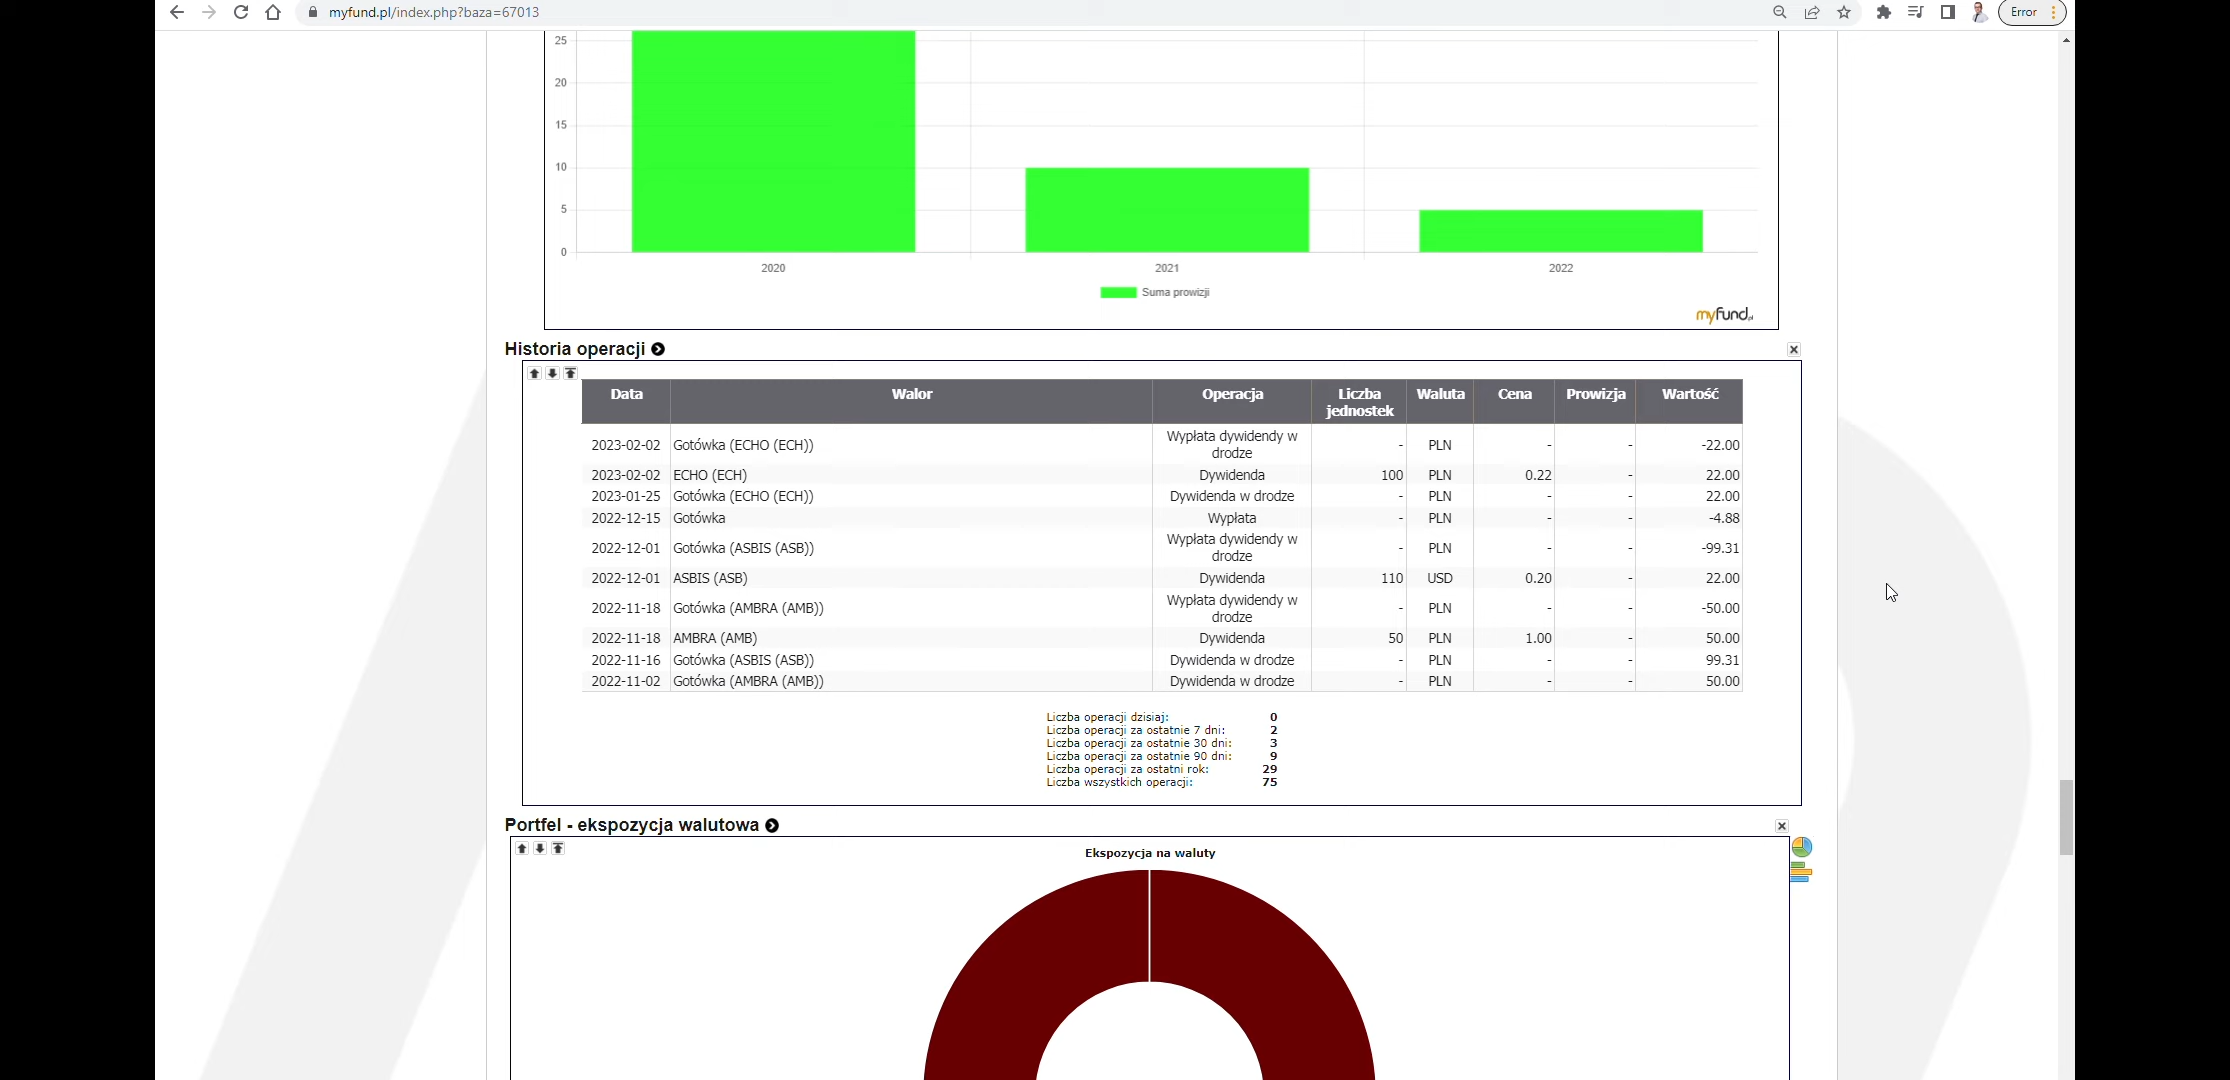 myfund.pl/index.php?baza=67013
Error
25
20
15
10
5
0
2020 2021 2022
Suma prowizji
myfund.pl
Historia operacji
Data Walor Operacja Liczba jednostek Waluta Cena Prowizja Wartość
2023-02-02 Gotówka (ECHO (ECH)) Wypłata dywidendy w drodze - PLN - - -22.00
2023-02-02 ECHO (ECH) Dywidenda 100 PLN 0.22 - 22.00
2023-01-25 Gotówka (ECHO (ECH)) Dywidenda w drodze - PLN - - 22.00
2022-12-15 Gotówka Wypłata - PLN - - -4.88
2022-12-01 Gotówka (ASBIS (ASB)) Wypłata dywidendy w drodze - PLN - - -99.31
2022-12-01 ASBIS (ASB) Dywidenda 110 USD 0.20 - 22.00
2022-11-18 Gotówka (AMBRA (AMB)) Wypłata dywidendy w drodze - PLN - - -50.00
2022-11-18 AMBRA (AMB) Dywidenda 50 PLN 1.00 - 50.00
2022-11-16 Gotówka (ASBIS (ASB)) Dywidenda w drodze - PLN - - 99.31
2022-11-02 Gotówka (AMBRA (AMB)) Dywidenda w drodze - PLN - - 50.00
Liczba operacji dzisiaj: 0
Liczba operacji za ostatnie 7 dni: 2
Liczba operacji za ostatnie 30 dni: 3
Liczba operacji za ostatnie 90 dni: 9
Liczba operacji za ostatni rok: 29
Liczba wszystkich operacji: 75
Portfel - ekspozycja walutowa
Ekspozycja na waluty